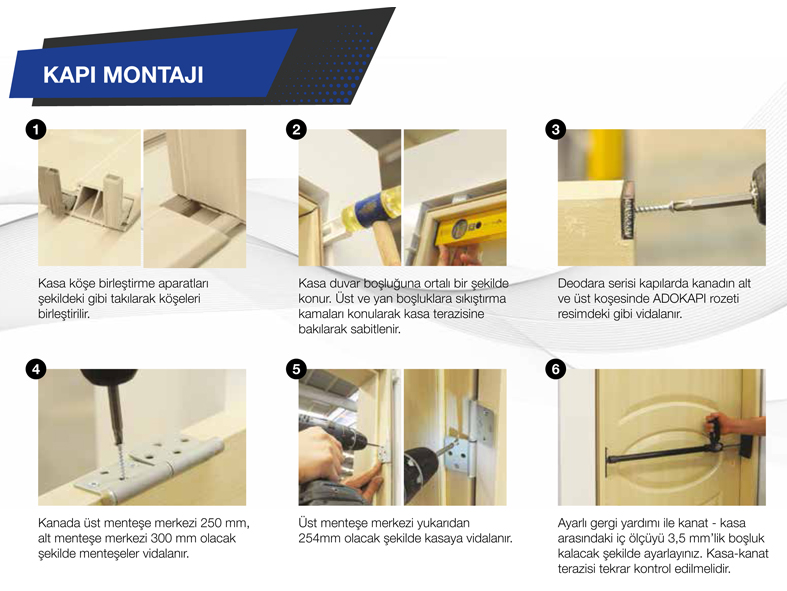 KAPI MONTAJI
1
Kasa köşe birleştirme aparatları
şekildeki gibi takılarak köşeleri
birleştirilir.
2
Kasa duvar boşluğuna ortalı bir şekilde
konur. Üst ve yan boşluklara sıkıştırma
kamaları konularak kasa terazisine
bakılarak sabitlenir.
3
Deodara serisi kapılarda kanadın alt
ve üst koşesinde ADOKAPI rozeti
resimdeki gibi vidalanır.
4
Kanada üst menteşe merkezi 250 mm,
alt menteşe merkezi 300 mm olacak
şekilde menteşeler vidalanır.
5
Üst menteşe merkezi yukarıdan
254mm olacak şekilde kasaya vidalanır.
6
Ayarlı gergi yardımı ile kanat - kasa
arasındaki iç ölçüyü 3,5 mm'lik boşluk
kalacak şekilde ayarlayınız. Kasa-kanat
terazisi tekrar kontrol edilmelidir.